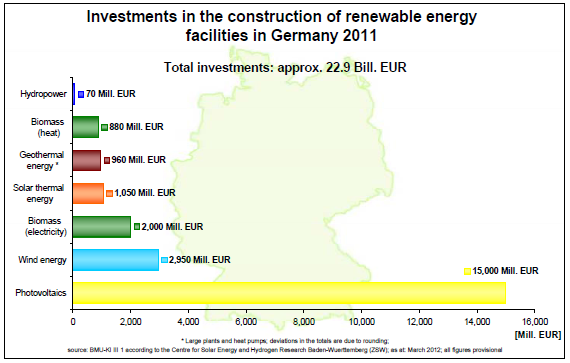 Investments in the construction of renewable energy
facilities in Germany 2011
Total investments: approx. 22.9 Bill. EUR
Hydropower
70 Mill. EUR
Biomass
(heat)
880 Mill. EUR
Geothermal
energy *
960 Mill. EUR
Solar thermal
energy
1,050 Mill. EUR
Biomass
(electricity)
2,000 Mill. EUR
Wind energy
2,950 Mill. EUR
15,000 Mill. EUR
Photovoltaics
0 2,000 4,000 6,000 8,000 10,000 12,000 14,000 16,000
[Mill. EUR]
* Large plants and heat pumps; deviations in the totals are due to rounding;
source: BMU-KI III 1 according to the Centre for Solar Energy and Hydrogen Research Baden-Wuerttemberg (ZSW); as at: March 2012; all figures provisional